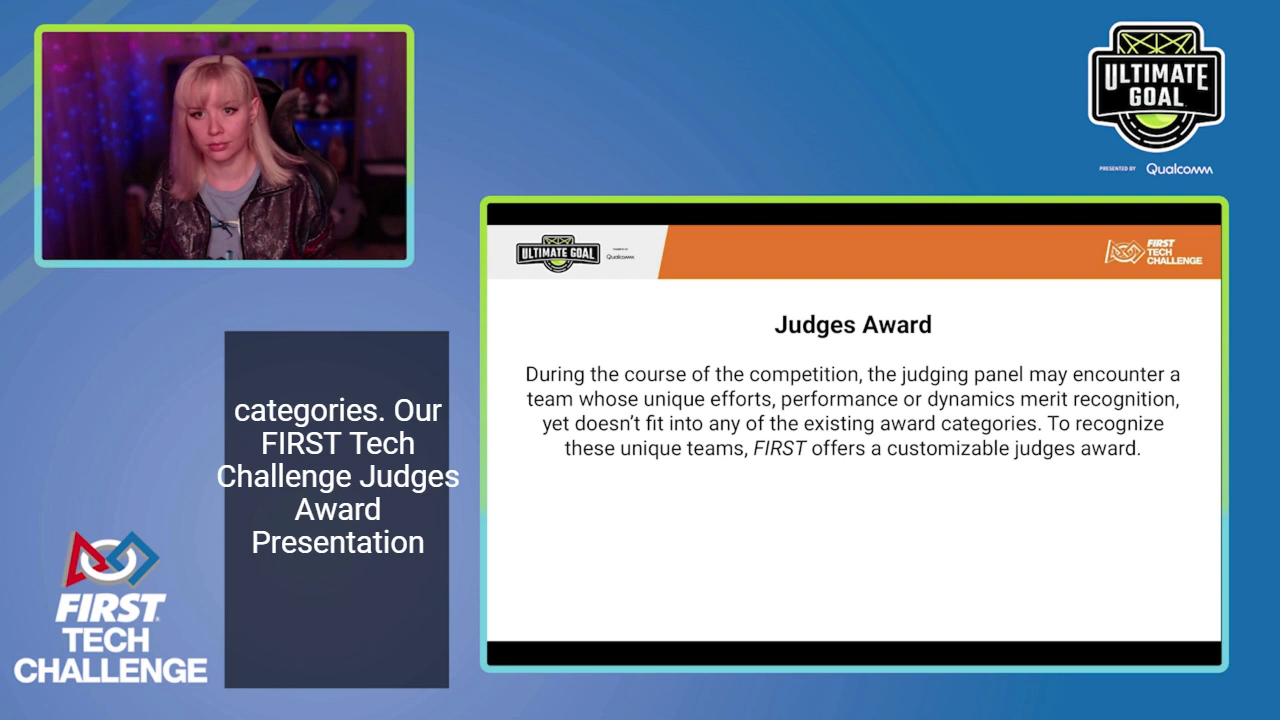 ULTIMATE
GOAL
PRESENTED BY Qualcomm
ULTIMATE GOAL
Qualcomm
FIRST
TECH
CHALLENGE
Judges Award
During the course of the competition, the judging panel may encounter a
team whose unique efforts, performance or dynamics merit recognition,
yet doesn't fit into any of the existing award categories. To recognize
these unique teams, FIRST offers a customizable judges award.
categories. Our
FIRST Tech
Challenge Judges
Award
Presentation
FIRST
TECH
CHALLENGE